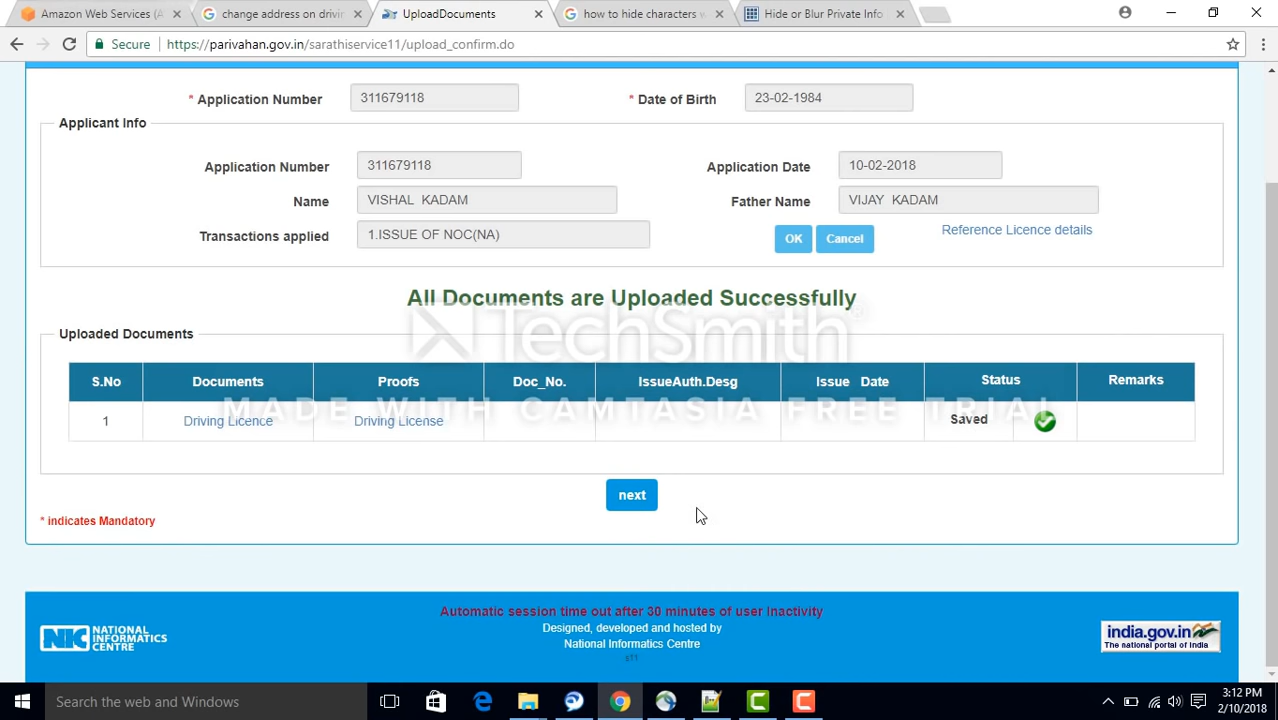 Amazon Web Services (A
change address on drivin
UploadDocuments
how to hide characters w
Hide or Blur Private Info
Secure https://parivahan.gov.in/sarathiservice11/upload_confirm.do
* Application Number 311679118 * Date of Birth 23-02-1984
Applicant Info
Application Number 311679118 Application Date 10-02-2018
Name VISHAL KADAM Father Name VIJAY KADAM
Transactions applied 1.ISSUE OF NOC(NA) OK Cancel Reference Licence details
All Documents are Uploaded Successfully
TechSmith
Uploaded Documents
S.No Documents Proofs Doc_No. IssueAuth.Desg Issue Date Status Remarks
MADE WITH CAMTASIA FREE TRIAL
1 Driving Licence Driving License Saved
next
* indicates Mandatory
Automatic session time out after 30 minutes of user Inactivity
Designed, developed and hosted by
National Informatics Centre
s11
NIC NATIONAL INFORMATICS CENTRE
india.gov.in
The national portal of India
Search the web and Windows
3:12 PM
2/10/2018